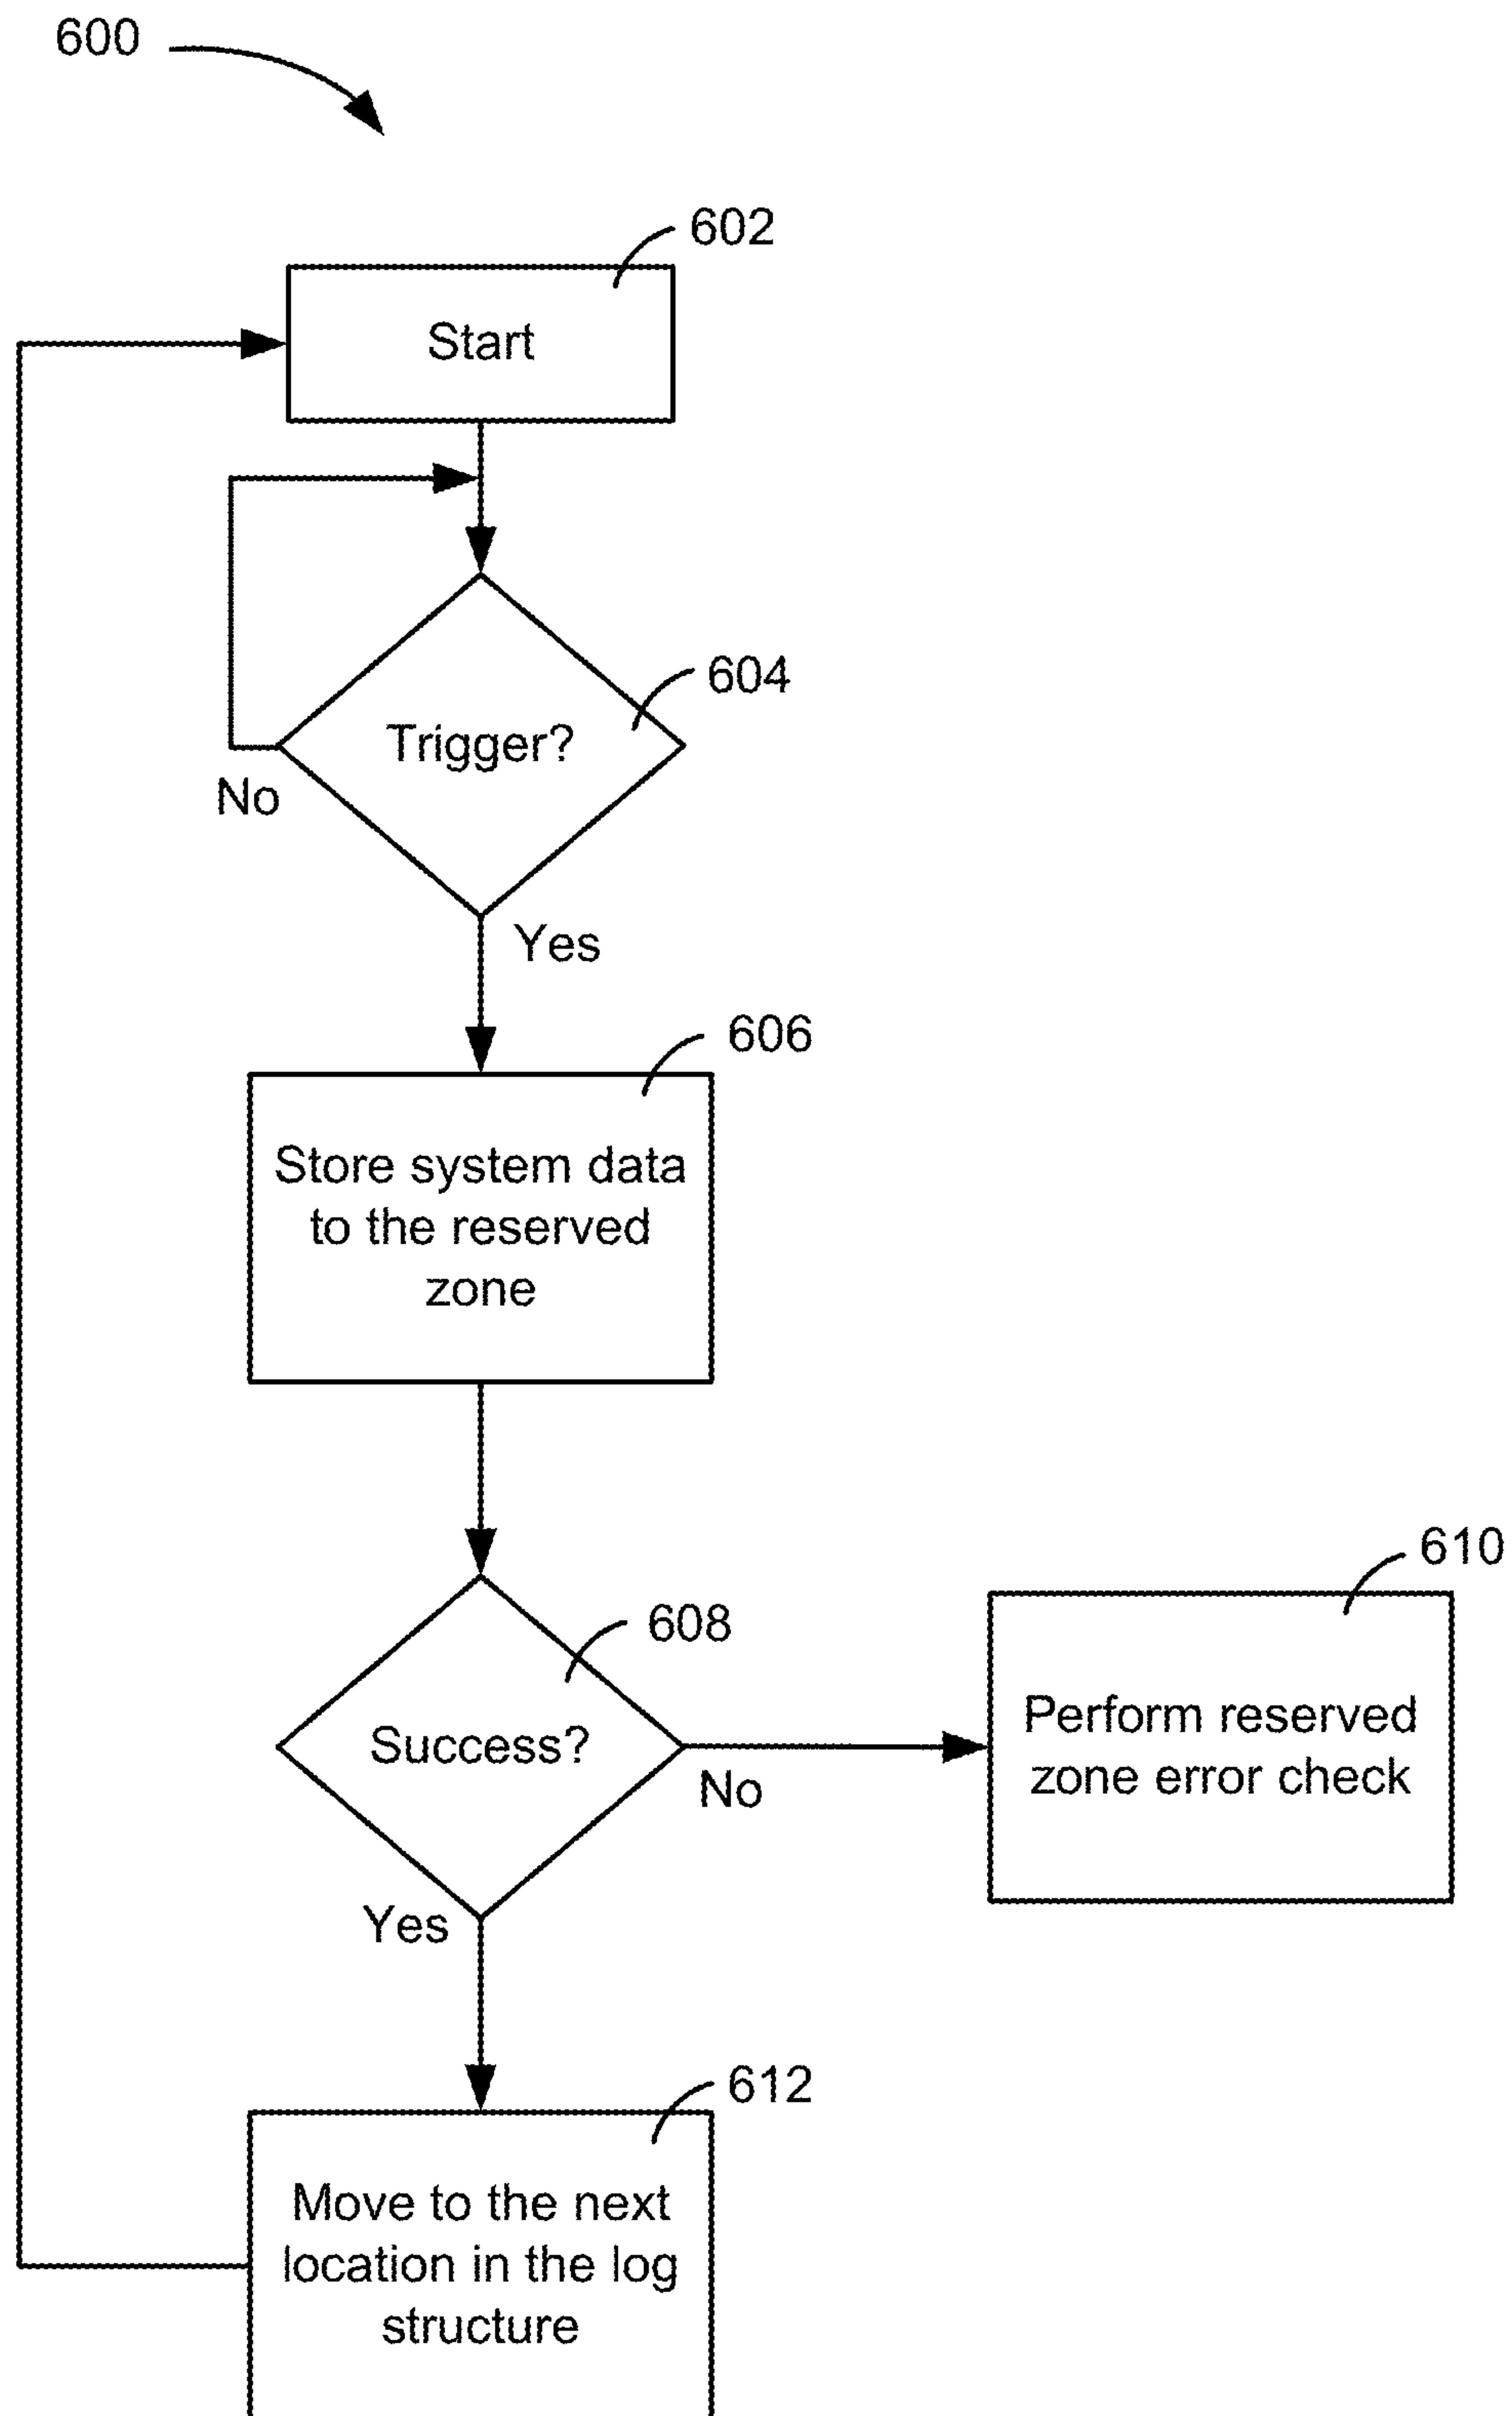 600
602
Start
604
Trigger?
No
Yes
606
Store system data
to the reserved
zone
608
Success?
No
Yes
610
Perform reserved
zone error check
612
Move to the next
location in the log
structure